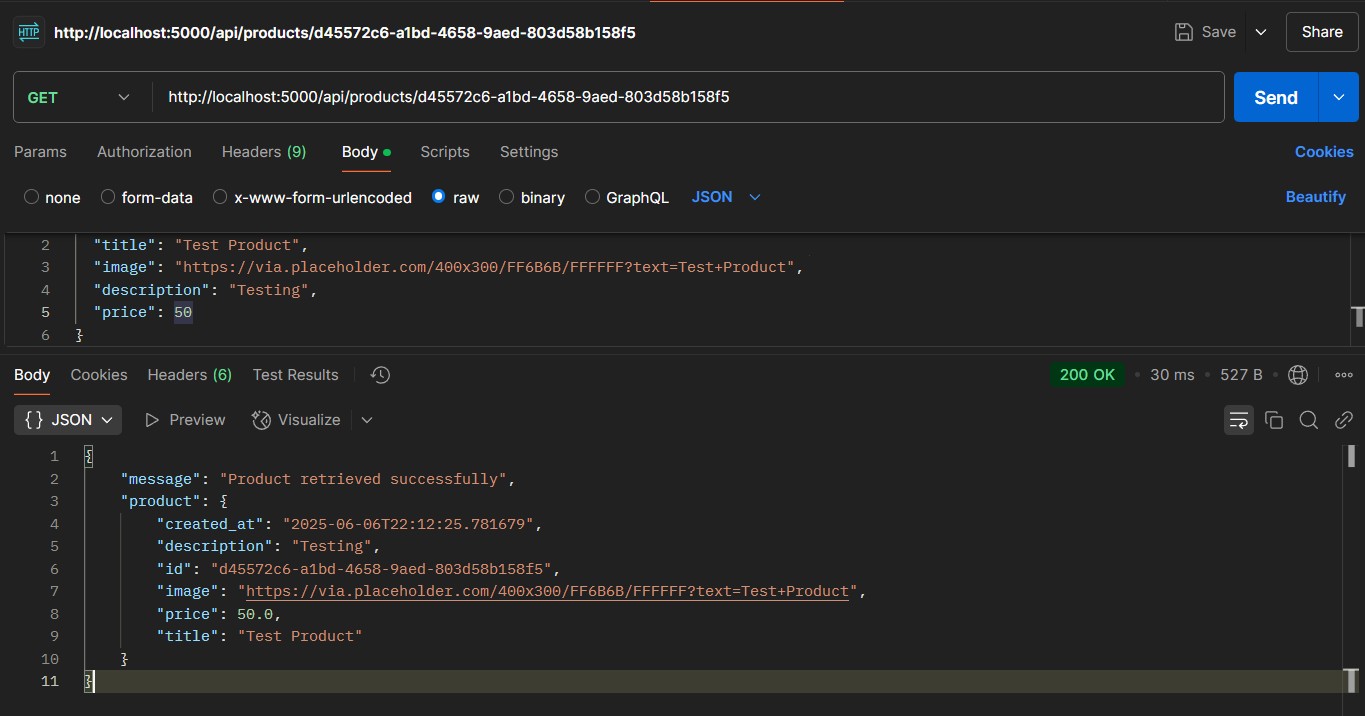 HTTP http://localhost:5000/api/products/d45572c6-a1bd-4658-9aed-803d58b158f5 Save Share
GET http://localhost:5000/api/products/d45572c6-a1bd-4658-9aed-803d58b158f5 Send
Params Authorization Headers (9) Body Scripts Settings Cookies
none form-data x-www-form-urlencoded raw binary GraphQL JSON Beautify
2 "title": "Test Product",
3 "image": "https://via.placeholder.com/400x300/FF6B6B/FFFFFF?text=Test+Product",
4 "description": "Testing",
5 "price": 50
6 }
Body Cookies Headers (6) Test Results 200 OK • 30 ms • 527 B •
{} JSON Preview Visualize
1 {
2 "message": "Product retrieved successfully",
3 "product": {
4 "created_at": "2025-06-06T22:12:25.781679",
5 "description": "Testing",
6 "id": "d45572c6-a1bd-4658-9aed-803d58b158f5",
7 "image": "https://via.placeholder.com/400x300/FF6B6B/FFFFFF?text=Test+Product",
8 "price": 50.0,
9 "title": "Test Product"
10 }
11 }